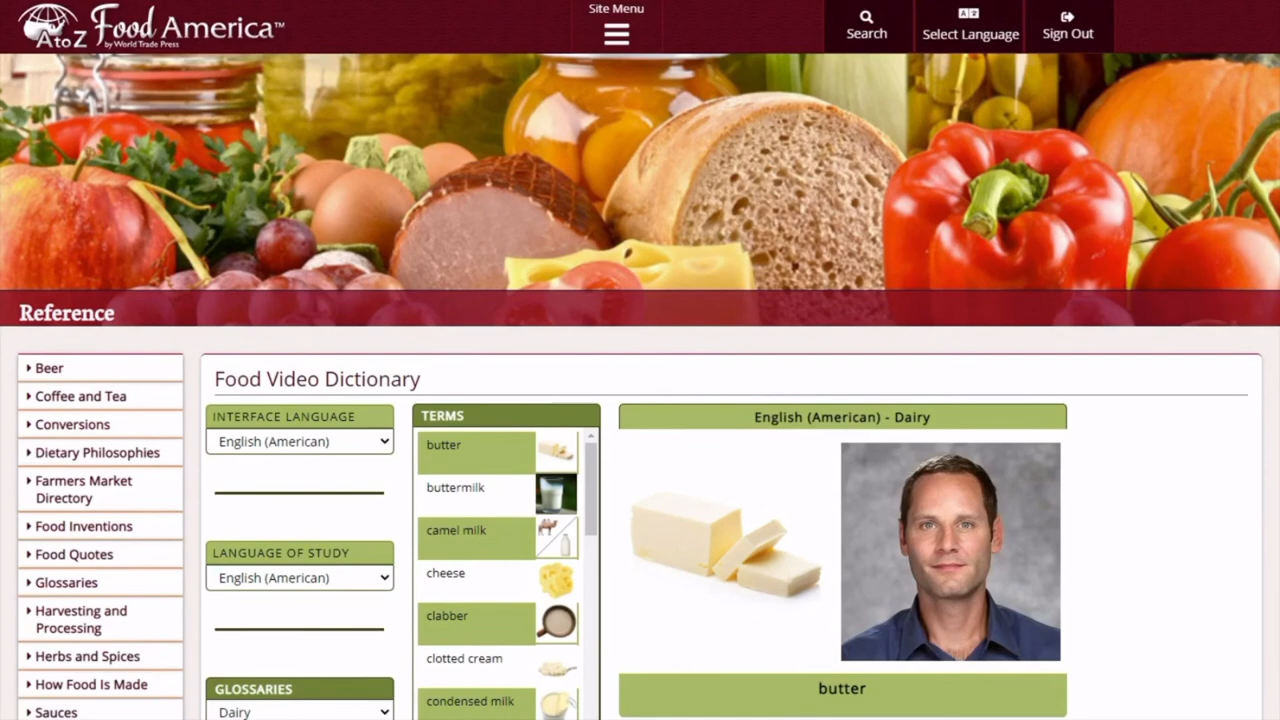 AtoZ Food America™
by World Trade Press
Site Menu
Search
Select Language
Sign Out
Reference
Beer
Coffee and Tea
Conversions
Dietary Philosophies
Farmers Market
Directory
Food Inventions
Food Quotes
Glossaries
Harvesting and
Processing
Herbs and Spices
How Food Is Made
Sauces
Food Video Dictionary
INTERFACE LANGUAGE
English (American)
LANGUAGE OF STUDY
English (American)
GLOSSARIES
Dairy
TERMS
butter
buttermilk
camel milk
cheese
clabber
clotted cream
condensed milk
English (American) - Dairy
butter